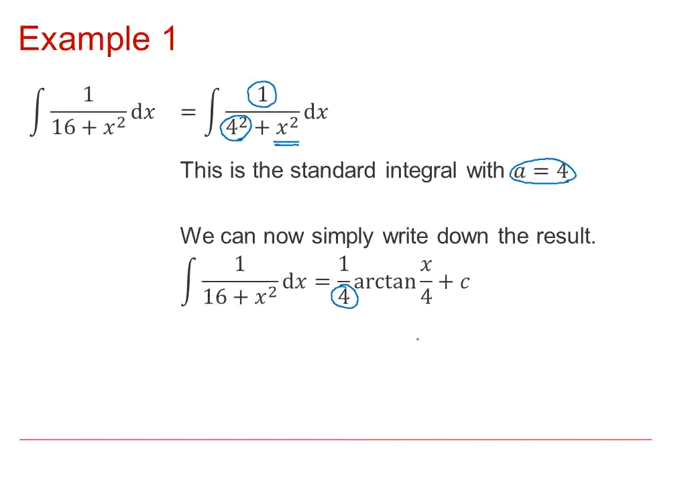 Example 1
∫ 1/(16 + x²) dx = ∫ 1/(4² + x²) dx
This is the standard integral with a = 4
We can now simply write down the result.
∫ 1/(16 + x²) dx = 1/4 arctan x/4 + c